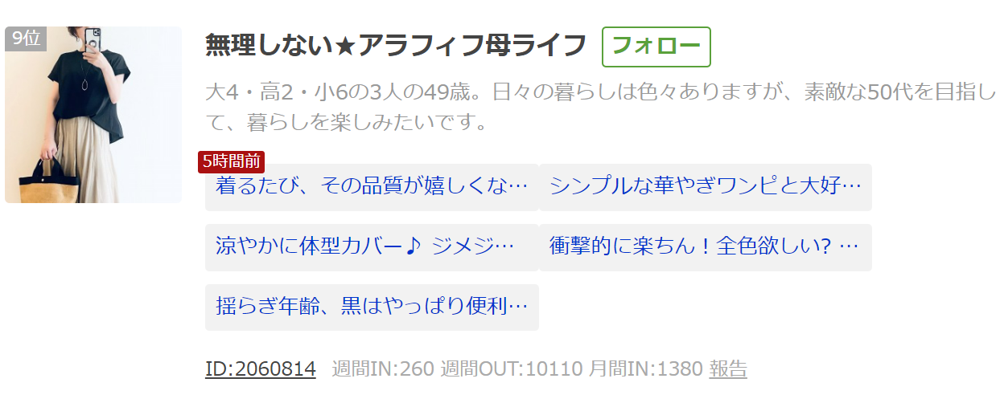 9位
無理しない★アラフィフ母ライフ フォロー
大4・高2・小6の3人の49歳。日々の暮らしは色々ありますが、素敵な50代を目指し
て、暮らしを楽しみたいです。
5時間前
着るたび、その品質が嬉しくな… シンプルな華やぎワンピと大好…
涼やかに体型カバー♪ ジメジ… 衝撃的に楽ちん！全色欲しい? …
揺らぎ年齢、黒はやっぱり便利…
ID:2060814 週間IN:260 週間OUT:10110 月間IN:1380 報告